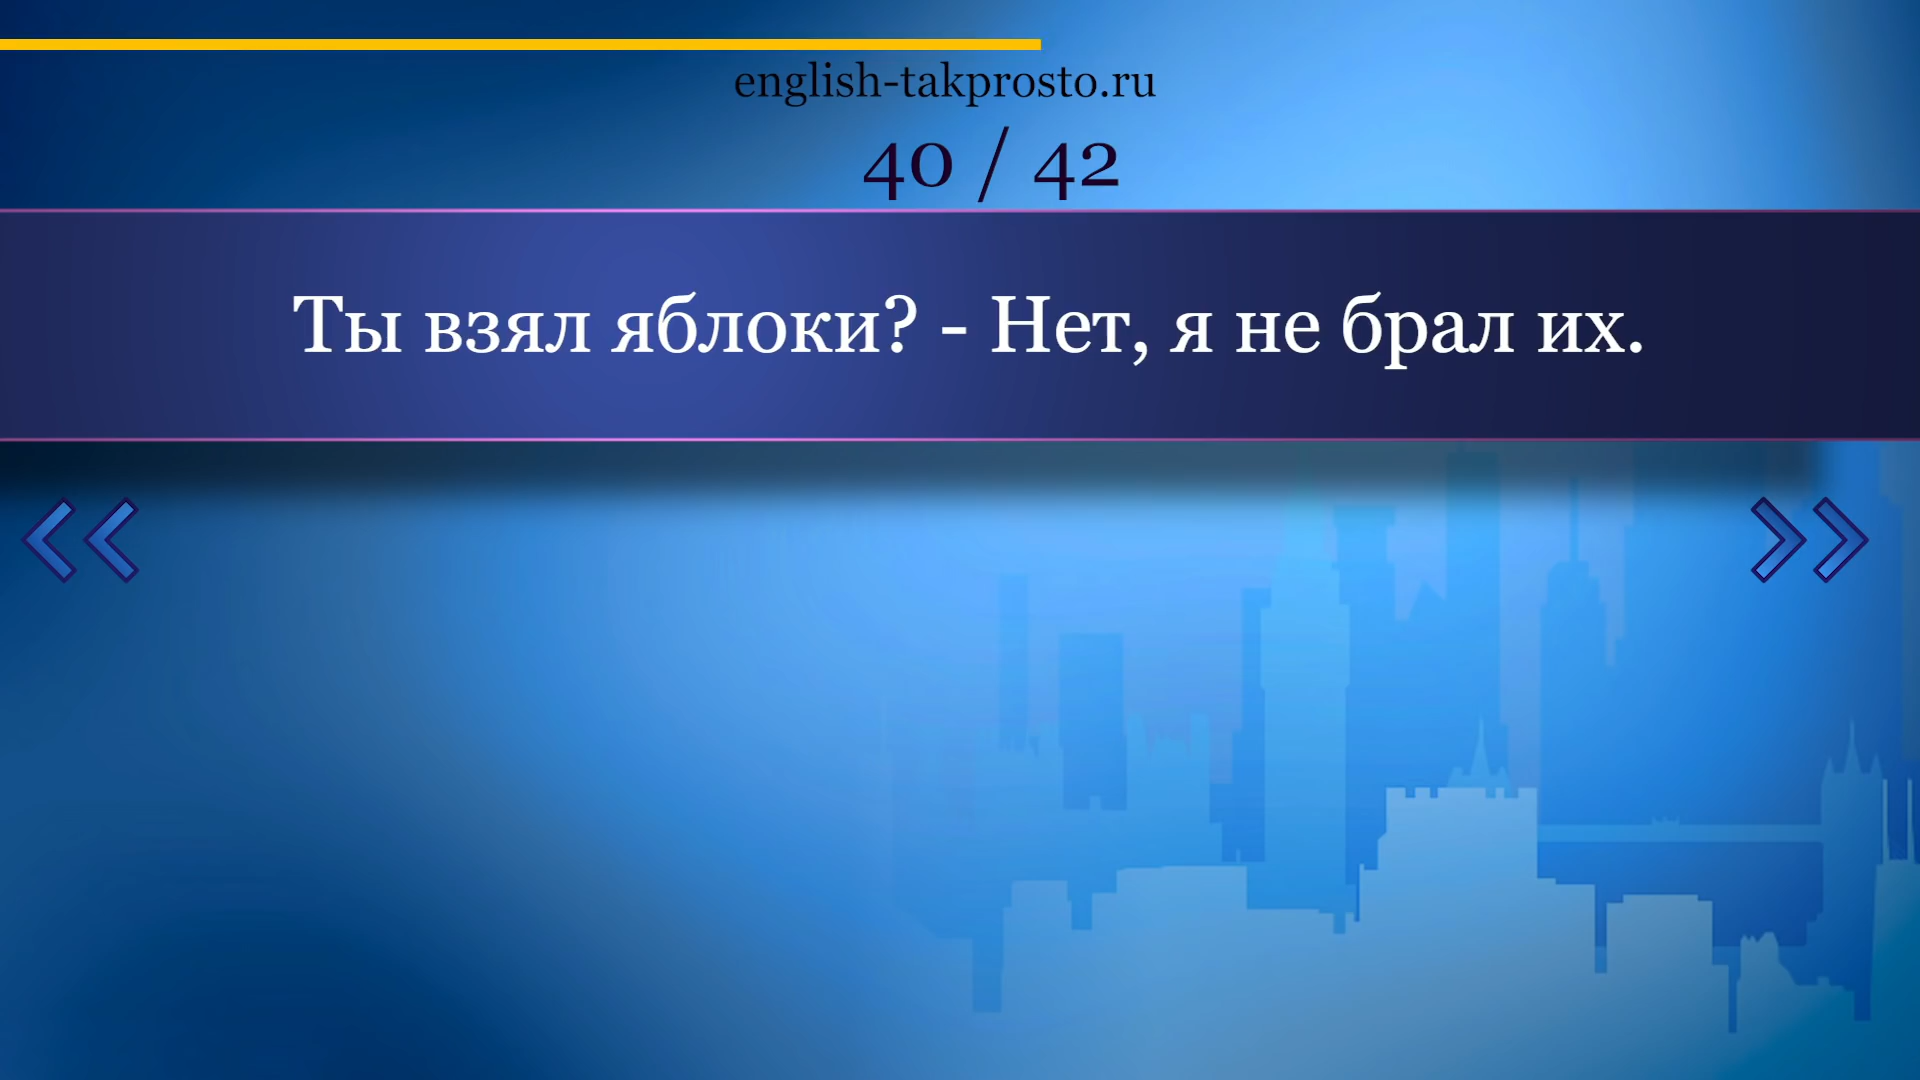 english-takprosto.ru
40 / 42
Ты взял яблоки? - Нет, я не брал их.